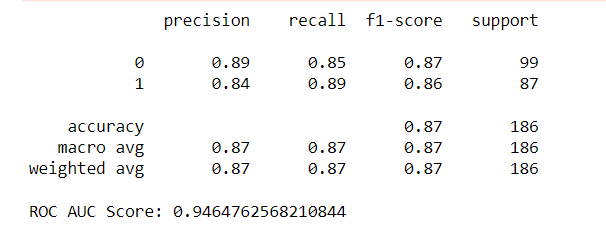 precision recall f1-score support
0 0.89 0.85 0.87 99
1 0.84 0.89 0.86 87
accuracy 0.87 186
macro avg 0.87 0.87 0.87 186
weighted avg 0.87 0.87 0.87 186
ROC AUC Score: 0.9464762568210844